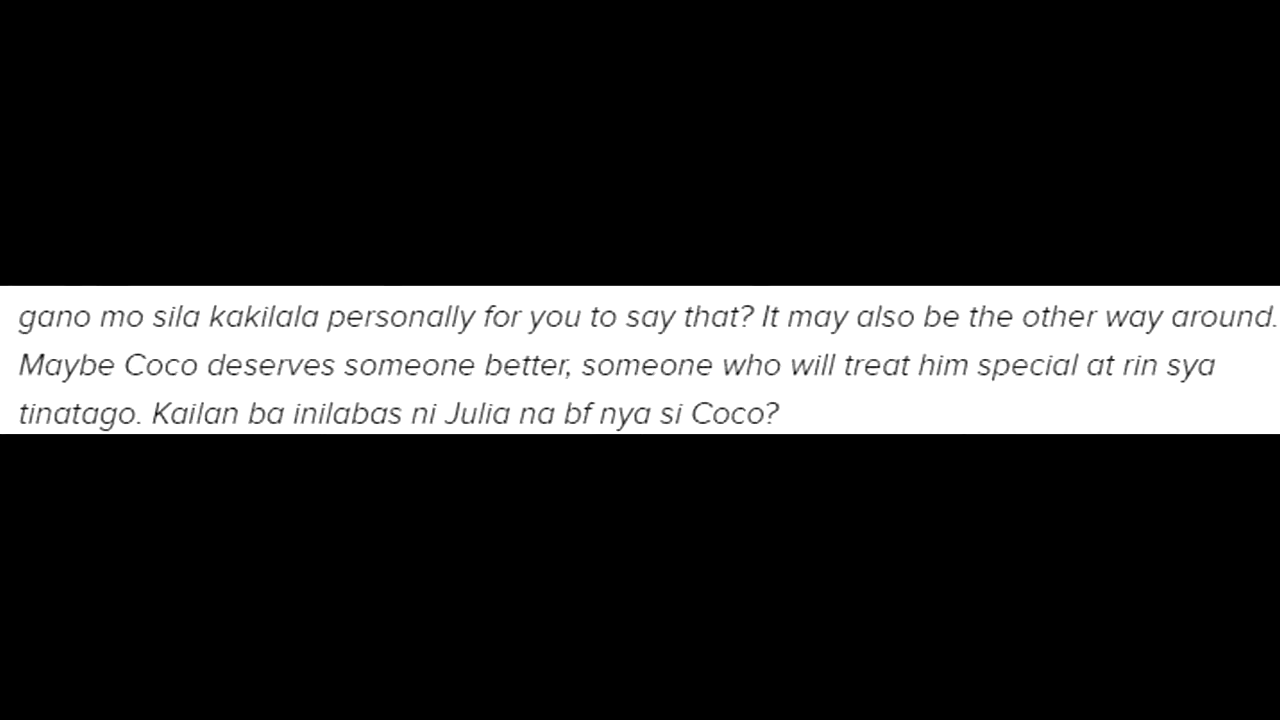 gano mo sila kakilala personally for you to say that? It may also be the other way around.
Maybe Coco deserves someone better, someone who will treat him special at rin sya
tinatago. Kailan ba inilabas ni Julia na bf nya si Coco?